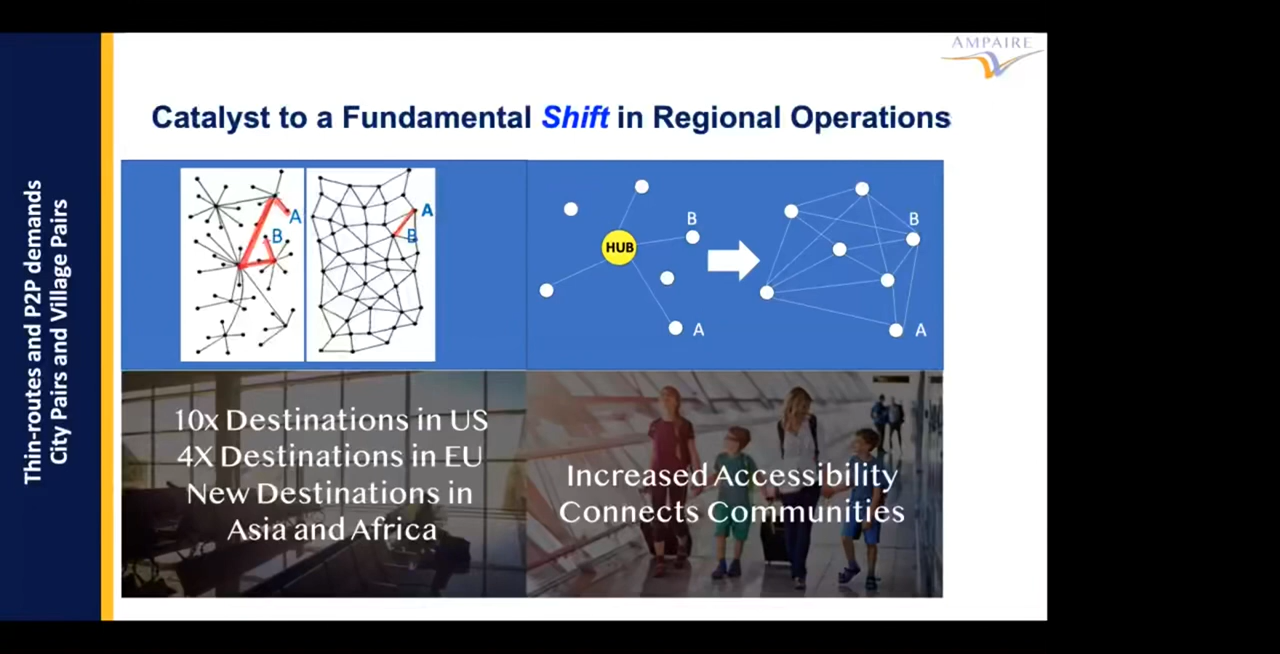 AMPAIRE
Catalyst to a Fundamental Shift in Regional Operations
Thin-routes and P2P demands
City Pairs and Village Pairs
A
B
A
B
HUB
B
A
B
A
10x Destinations in US
4X Destinations in EU
New Destinations in
Asia and Africa
Increased Accessibility
Connects Communities